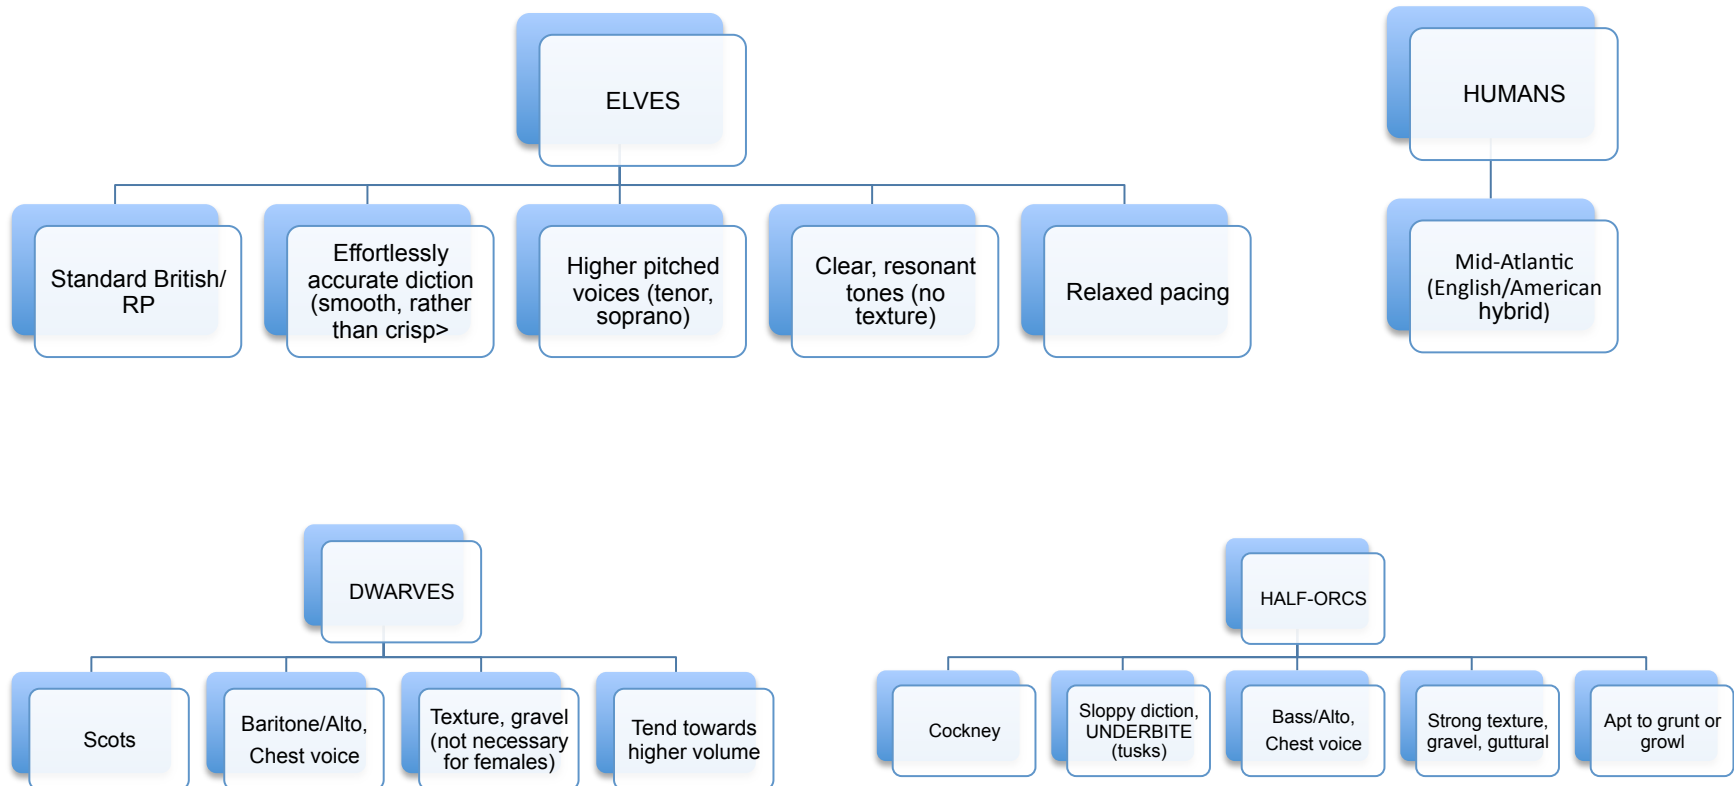 ELVES
HUMANS
Standard British/
RP
Effortlessly
accurate diction
(smooth, rather
than crisp>
Higher pitched
voices (tenor,
soprano)
Clear, resonant
tones (no
texture)
Relaxed pacing
Mid-Atlantic
(English/American
hybrid)
DWARVES
HALF-ORCS
Scots
Baritone/Alto,
Chest voice
Texture, gravel
(not necessary
for females)
Tend towards
higher volume
Cockney
Sloppy diction,
UNDERBITE
(tusks)
Bass/Alto,
Chest voice
Strong texture,
gravel, guttural
Apt to grunt or
growl